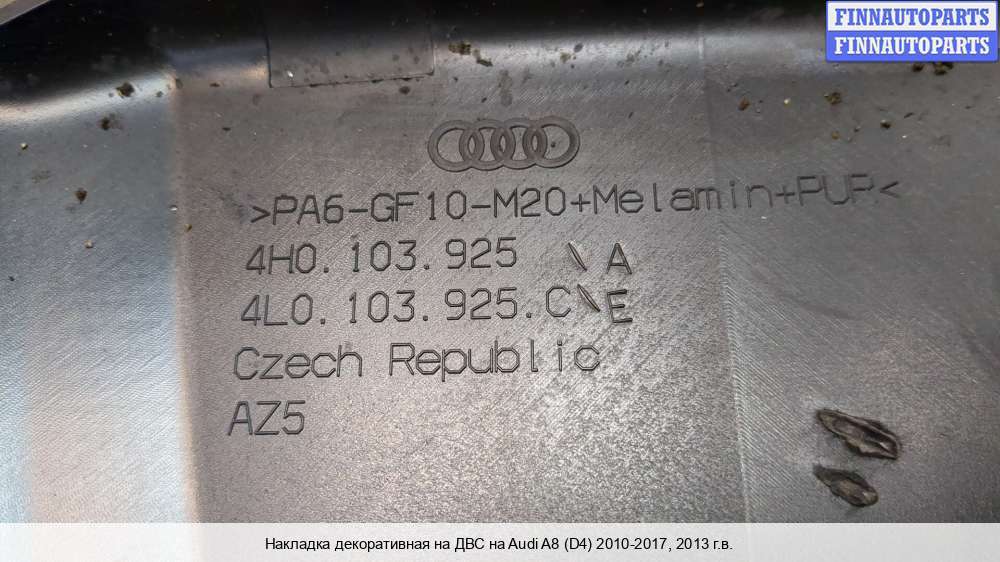 FINNAUTOPARTS
FINNAUTOPARTS
>PA6-GF10-M20+Melamin+PUR<
4H0.103.925 \ A
4L0.103.925.C\E
Czech Republic
AZ5
Накладка декоративная на ДВС на Audi A8 (D4) 2010-2017, 2013 г.в.